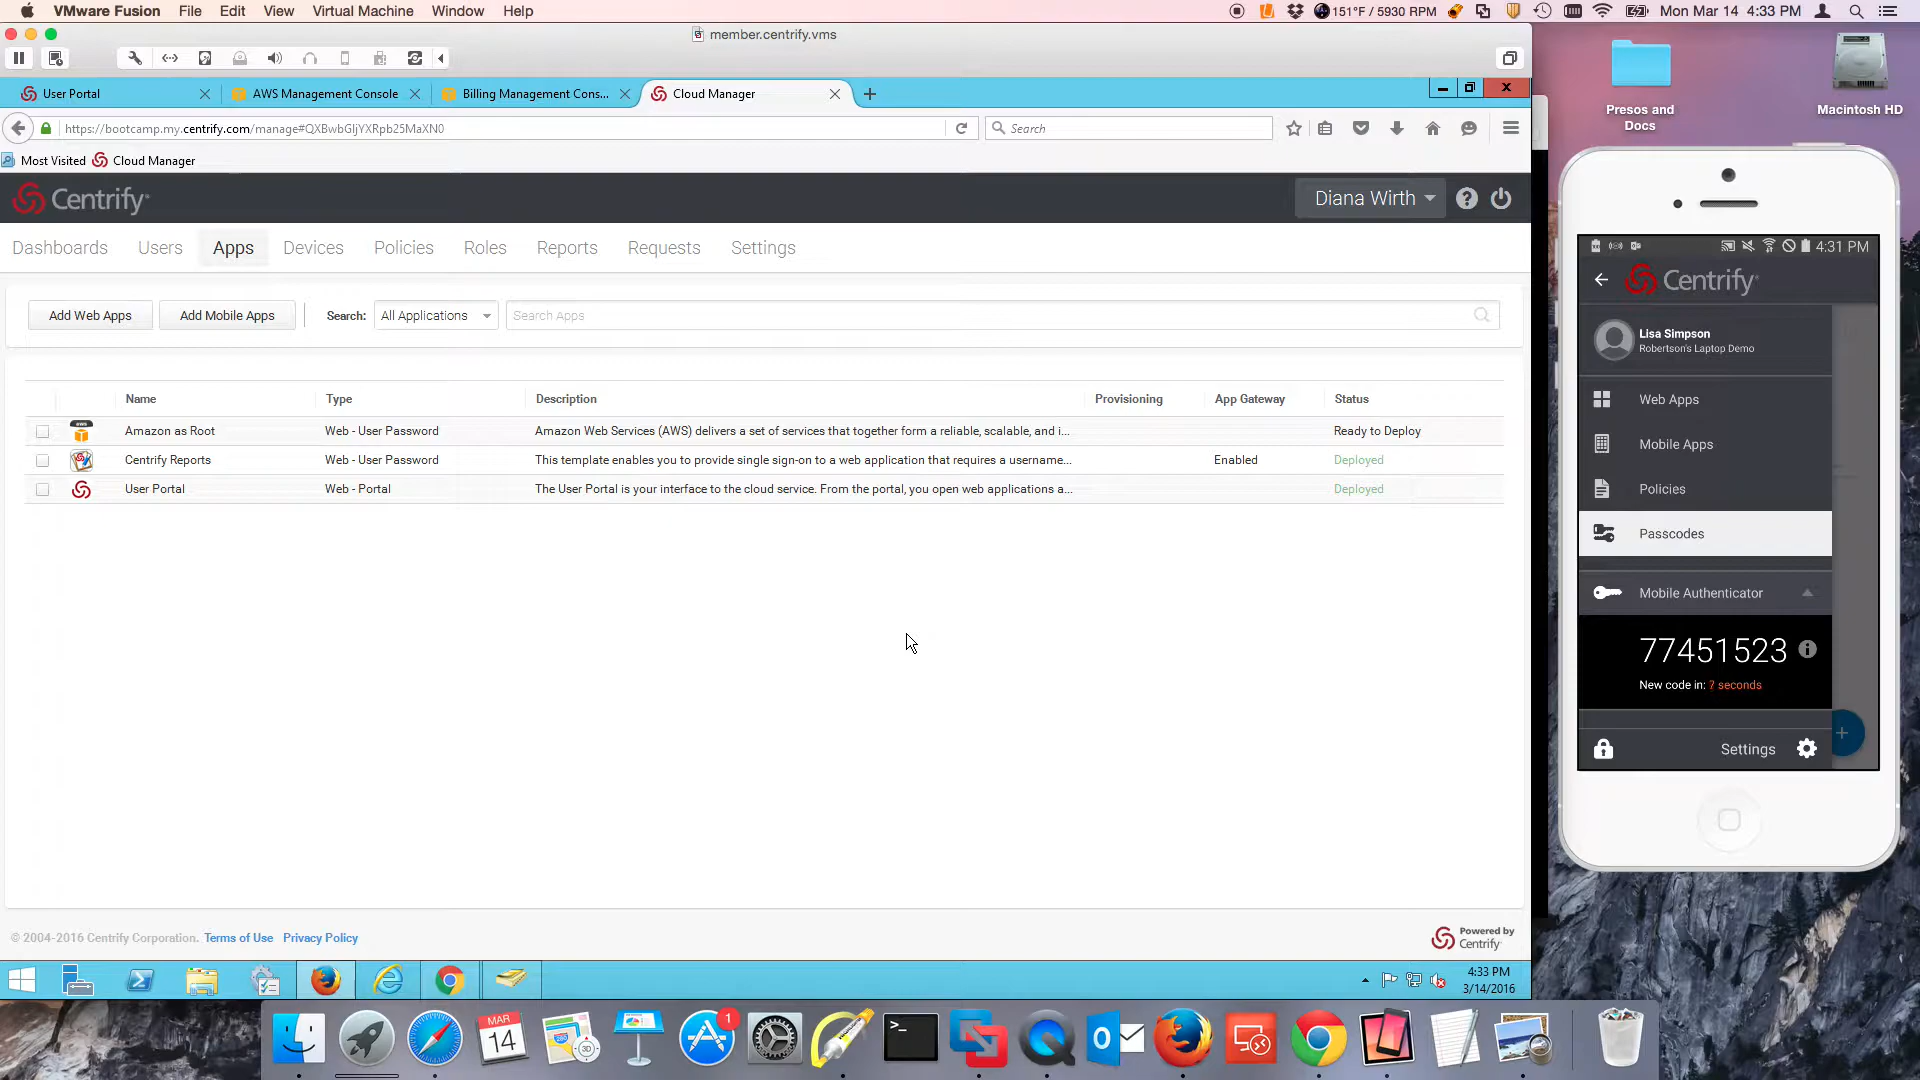 VMware Fusion File Edit View Virtual Machine Window Help
151°F / 5930 RPM
Mon Mar 14 4:33 PM
member.centrify.vms
User Portal
AWS Management Console
Billing Management Cons...
Cloud Manager
https://bootcamp.my.centrify.com/manage#QXBwbGljYXRpb25MaXN0
Search
Most Visited Cloud Manager
Centrify
Diana Wirth
Dashboards Users Apps Devices Policies Roles Reports Requests Settings
Add Web Apps Add Mobile Apps Search: All Applications Search Apps
Name Type Description Provisioning App Gateway Status
Amazon as Root Web - User Password Amazon Web Services (AWS) delivers a set of services that together form a reliable, scalable, and i... Ready to Deploy
Centrify Reports Web - User Password This template enables you to provide single sign-on to a web application that requires a username... Enabled Deployed
User Portal Web - Portal The User Portal is your interface to the cloud service. From the portal, you open web applications a... Deployed
© 2004-2016 Centrify Corporation. Terms of Use Privacy Policy
Powered by
Centrify
4:33 PM
3/14/2016
Presos and
Docs
Macintosh HD
4:31 PM
Centrify
Lisa Simpson
Robertson's Laptop Demo
Web Apps
Mobile Apps
Policies
Passcodes
Mobile Authenticator
77451523
New code in: ? seconds
Settings
MAR
14
1